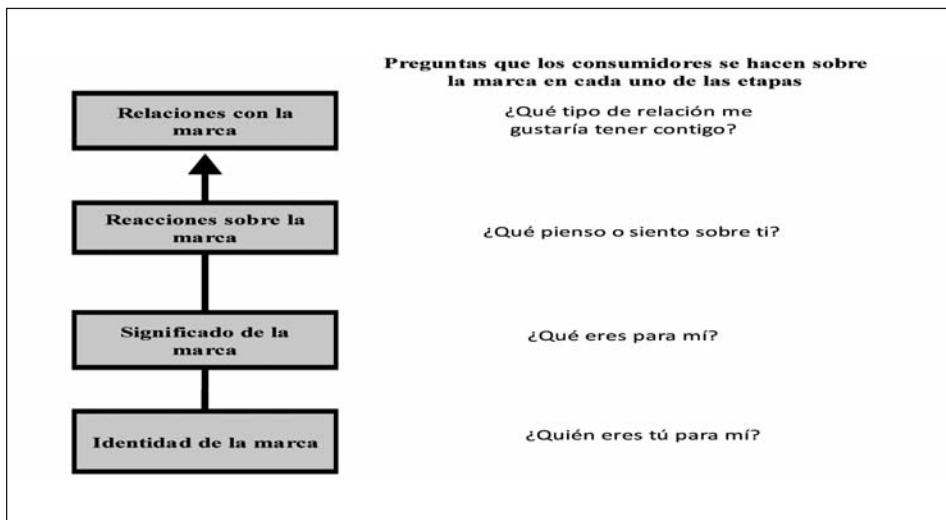 Preguntas que los consumidores se hacen sobre
la marca en cada uno de las etapas
Relaciones con la
marca
¿Qué tipo de relación me
gustaría tener contigo?
Reacciones sobre la
marca
¿Qué pienso o siento sobre ti?
Significado de la
marca
¿Qué eres para mí?
Identidad de la marca
¿Quién eres tú para mí?